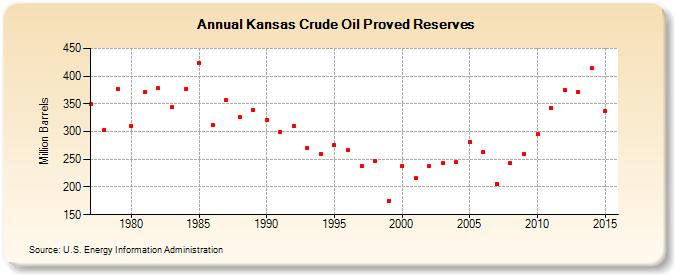 Annual Kansas Crude Oil Proved Reserves
Million Barrels
450
400
350
300
250
200
150
1980 1985 1990 1995 2000 2005 2010 2015
Source: U.S. Energy Information Administration